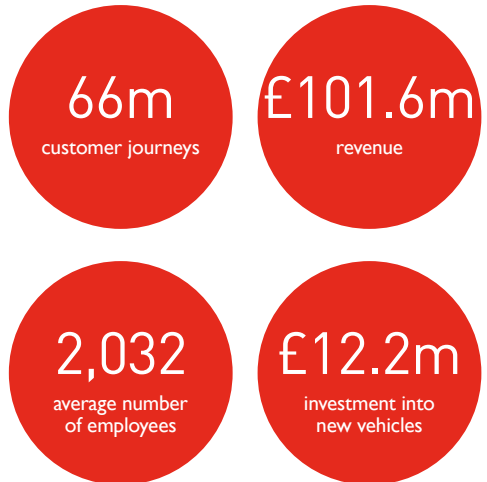 66m
customer journeys
£101.6m
revenue
2,032
average number
of employees
£12.2m
investment into
new vehicles